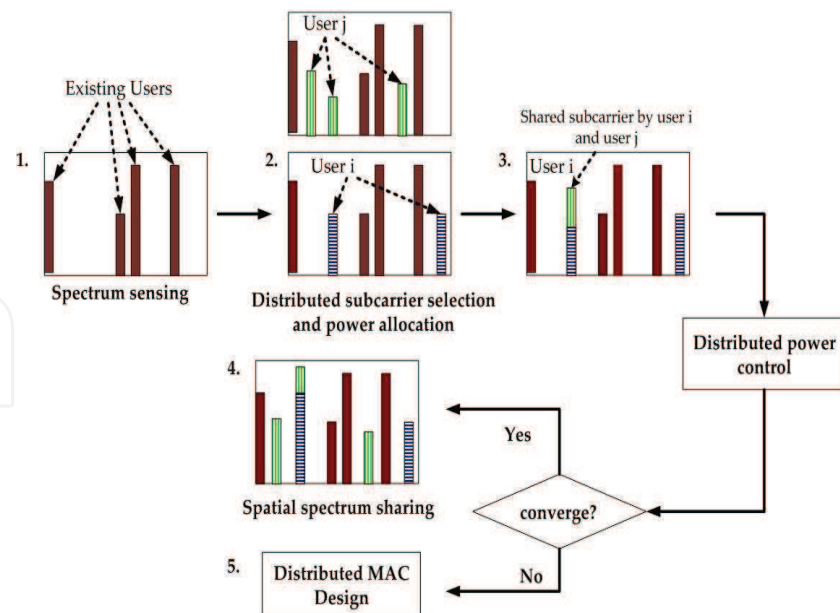 User j
Existing Users
1.
Spectrum sensing
2.
User i
Distributed subcarrier selection
and power allocation
Shared subcarrier by user i
and user j
3.
User i
Distributed power
control
4.
Yes
Spatial spectrum sharing
converge?
5.
No
Distributed MAC
Design